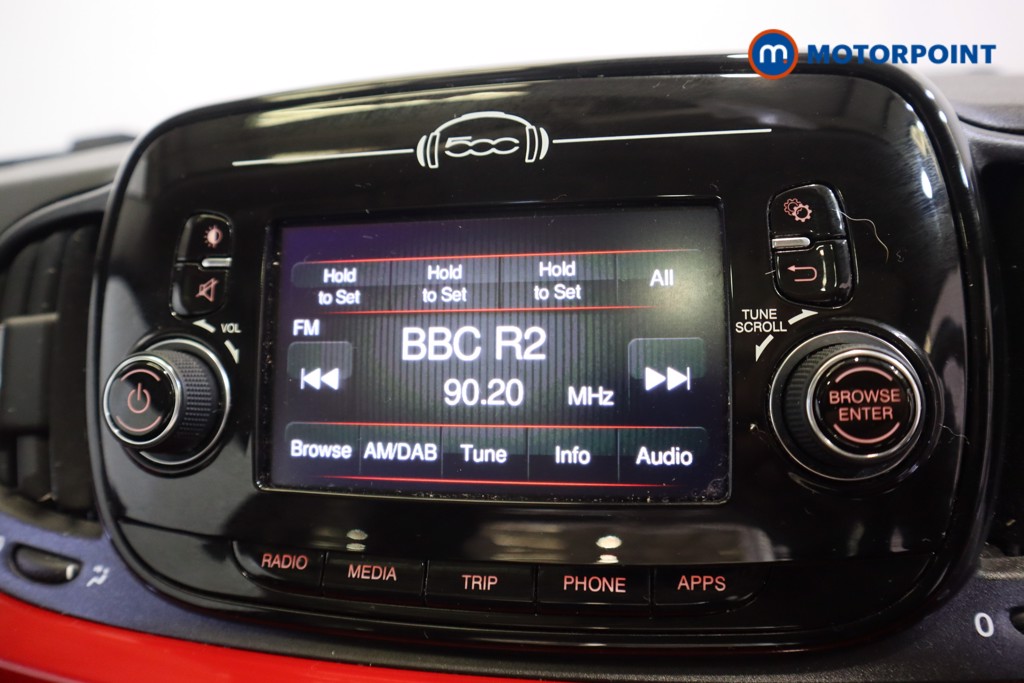 m MOTORPOINT
500
Hold to Set
Hold to Set
Hold to Set
All
FM
BBC R2
90.20 MHz
Browse AM/DAB Tune Info Audio
VOL
TUNE
SCROLL
BROWSE
ENTER
RADIO MEDIA TRIP PHONE APPS
0